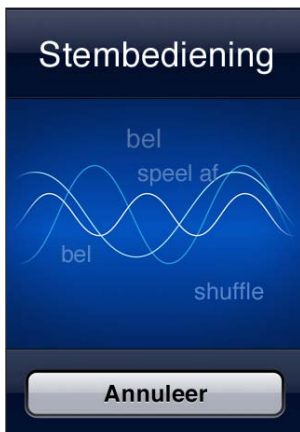 Stembediening
bel
speel af
bel
shuffle
Annuleer